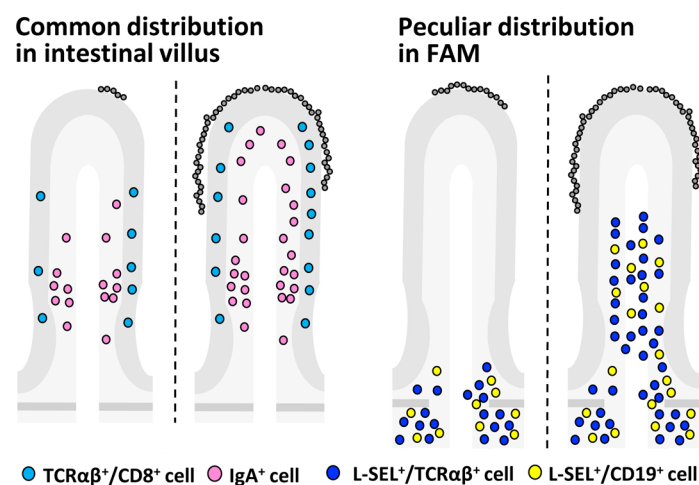 Common distribution
in intestinal villus
Peculiar distribution
in FAM
TCRαβ⁺/CD8⁺ cell
IgA⁺ cell
L-SEL⁺/TCRαβ⁺ cell
L-SEL⁺/CD19⁺ cell